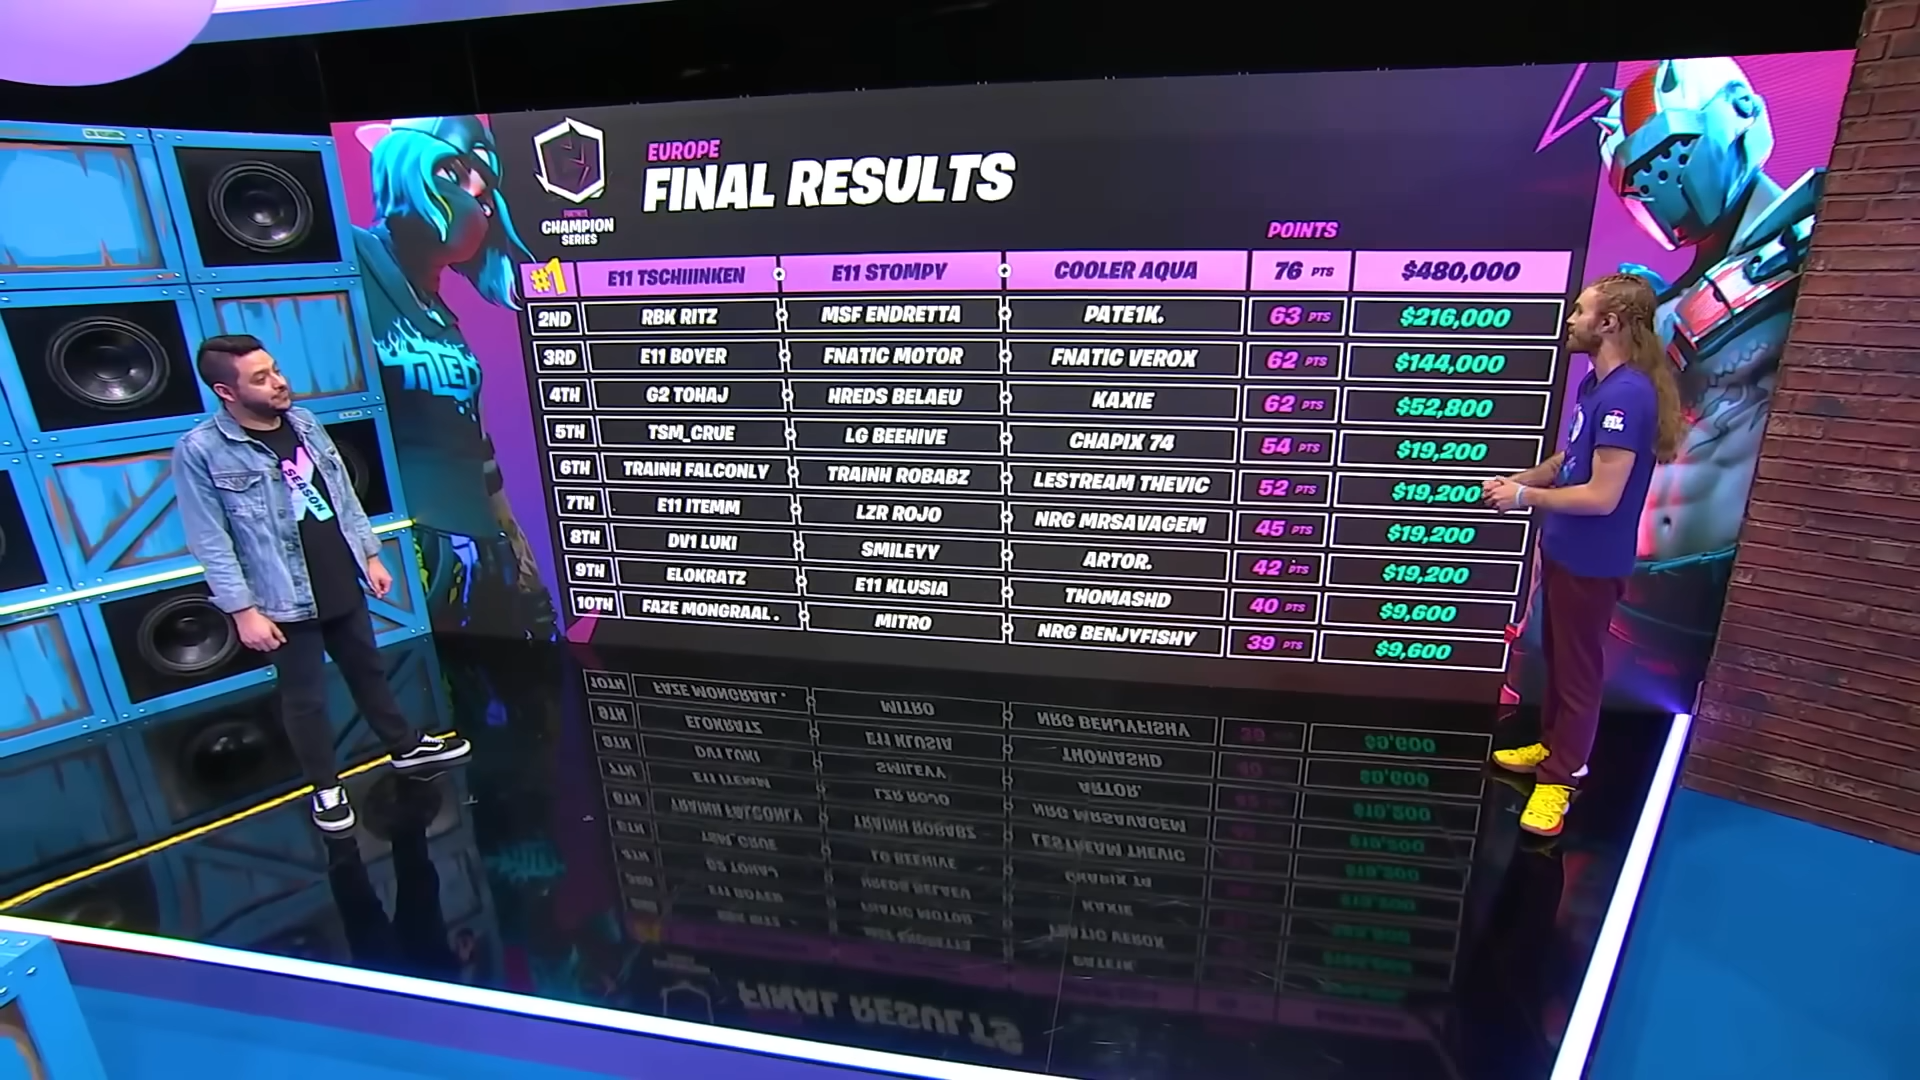 EUROPE
FINAL RESULTS
FORTNITE
CHAMPION
SERIES
POINTS
#1 E11 TSCHIIINKEN E11 STOMPY COOLER AQUA 76 PTS $480,000
2ND RBK RITZ MSF ENDRETTA PATE1K. 63 PTS $216,000
3RD E11 BOYER FNATIC MOTOR FNATIC VEROX 62 PTS $144,000
4TH G2 TOHAJ HREDS BELAEU KAXIE 62 PTS $52,800
5TH TSM_CRUE LG BEEHIVE CHAPIX 74 54 PTS $19,200
6TH TRAINH FALCONLY TRAINH ROBABZ LESTREAM THEVIC 52 PTS $19,200
7TH E11 ITEMM LZR ROJO NRG MRSAVAGEM 45 PTS $19,200
8TH DV1 LUKI SMILEYY ARTOR. 42 PTS $19,200
9TH ELOKRATZ E11 KLUSIA THOMASHD 40 PTS $9,600
10TH FAZE MONGRAAL . MITRO NRG BENJYFISHY 39 PTS $9,600
SEASON
X